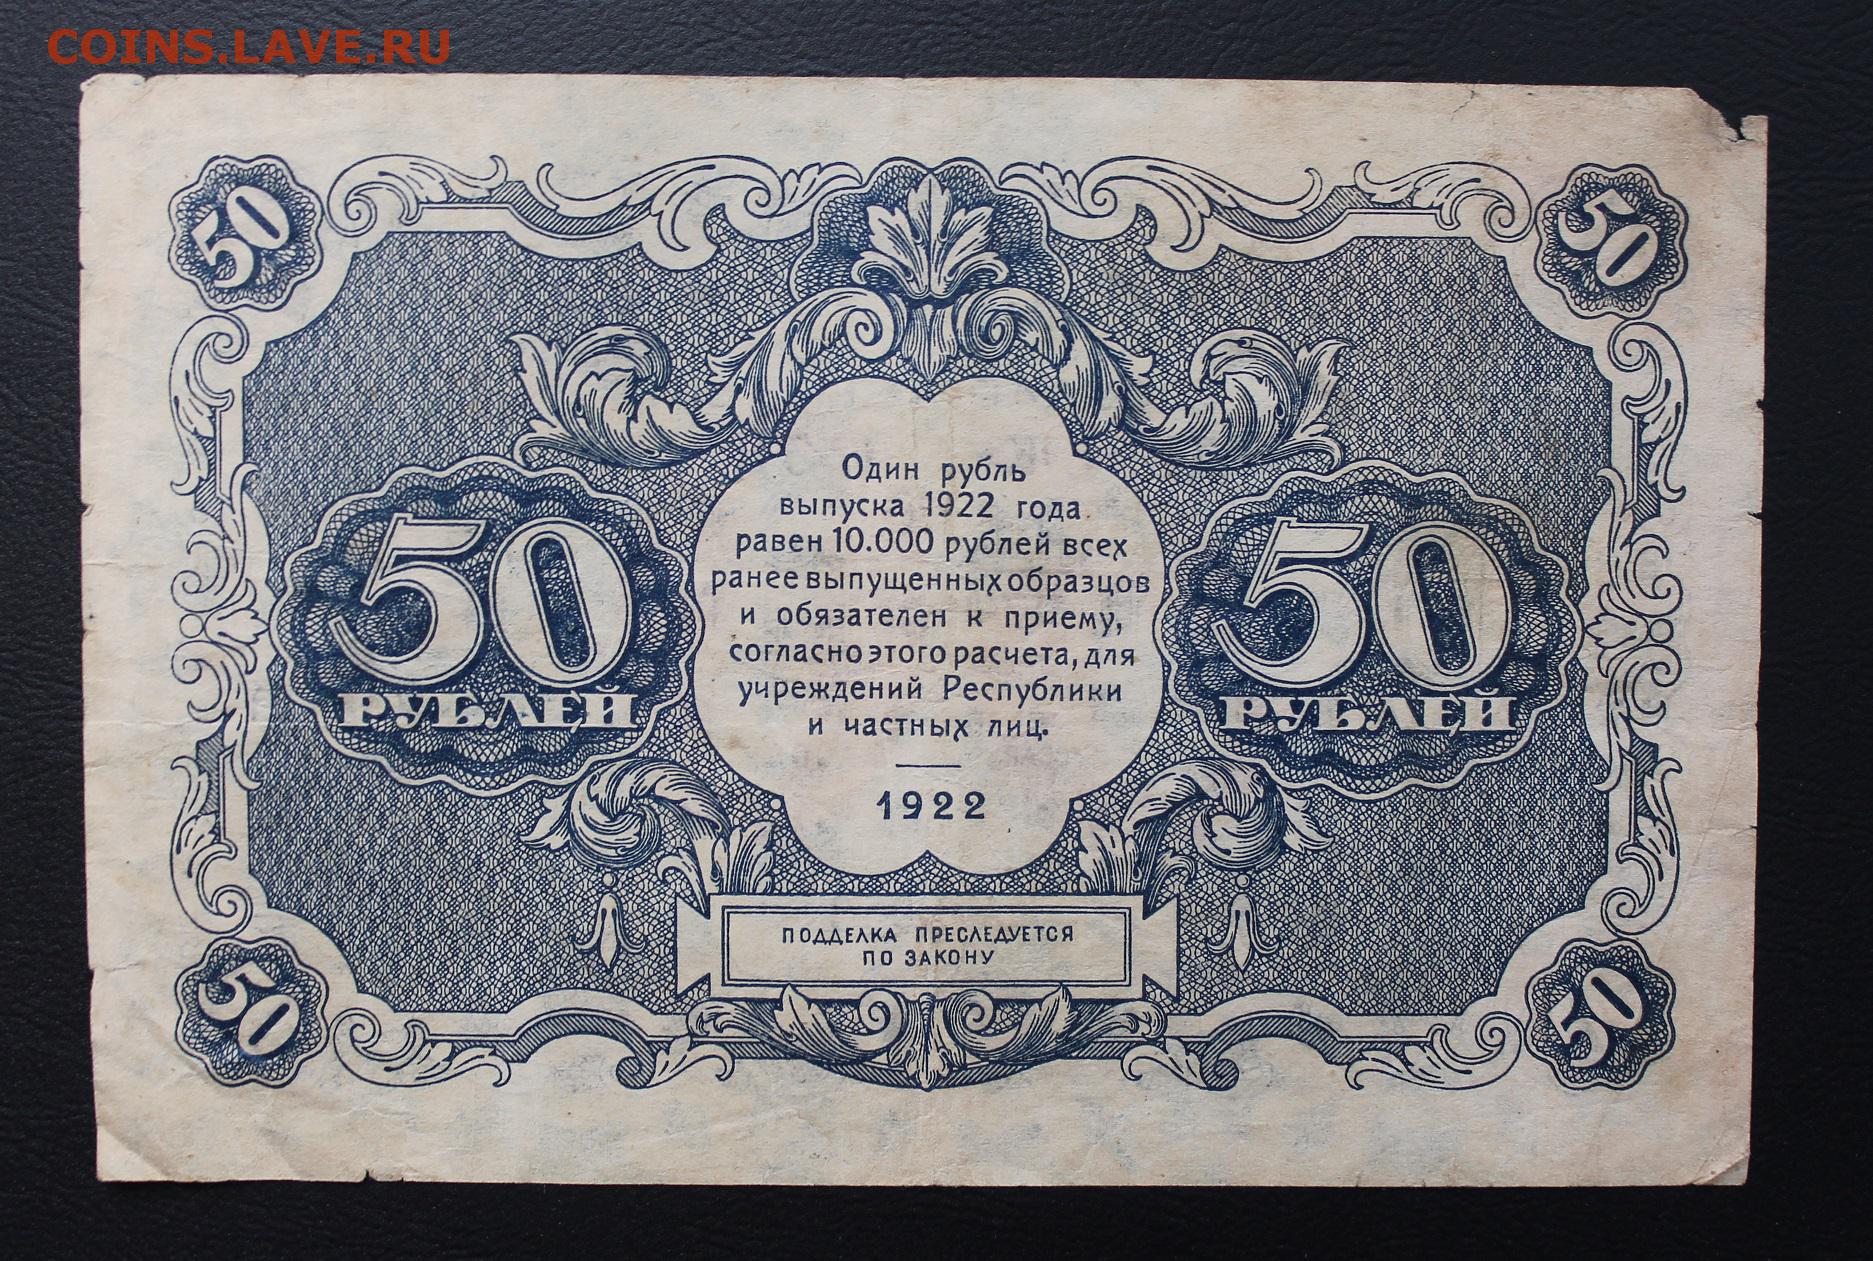 COINS.LAVE.RU
50
50
Один рубль
выпуска 1922 года
равен 10.000 рублей всех
ранее выпущенных образцов
и обязателен к приему,
согласно этого расчета, для
учреждений Республики
и частных лиц.
1922
50
РУБЛЕЙ
50
РУБЛЕЙ
ПОДДЕЛКА ПРЕСЛЕДУЕТСЯ
ПО ЗАКОНУ
50
50